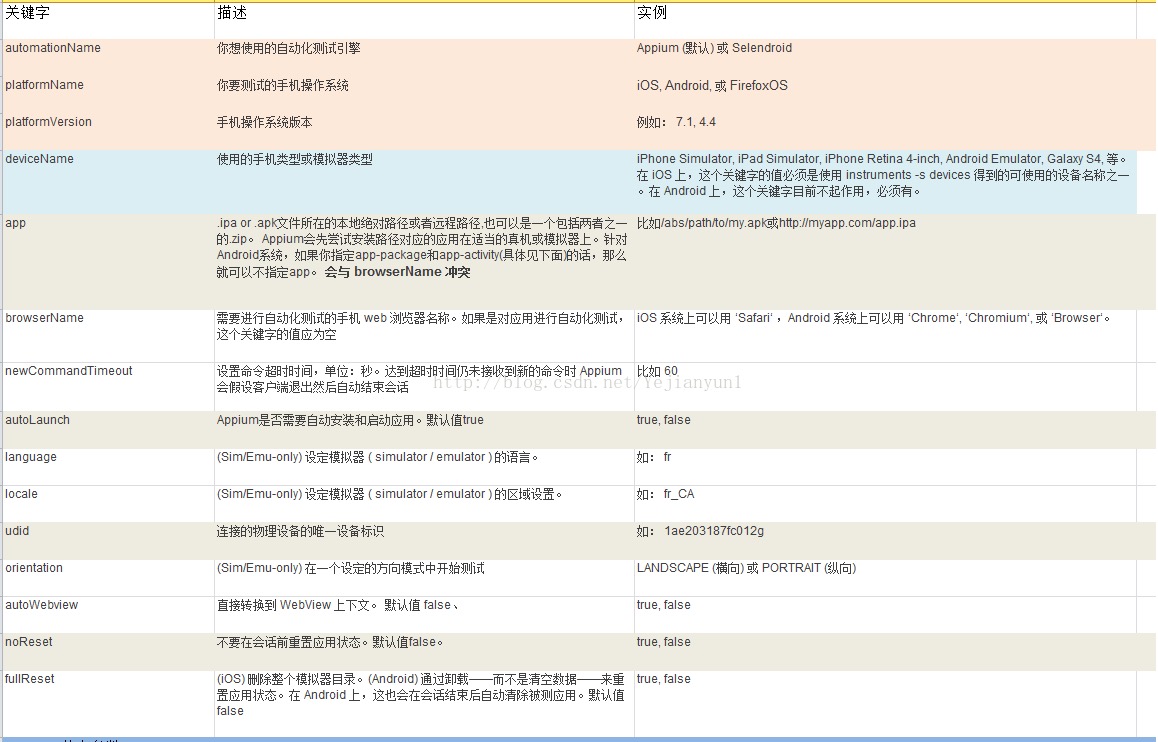 关键字 描述 实例
automationName 你想使用的自动化测试引擎 Appium (默认) 或 Selendroid
platformName 你要测试的手机操作系统 iOS, Android, 或 FirefoxOS
platformVersion 手机操作系统版本 例如： 7.1, 4.4
deviceName 使用的手机类型或模拟器类型 iPhone Simulator, iPad Simulator, iPhone Retina 4-inch, Android Emulator, Galaxy S4, 等。
在 iOS 上，这个关键字的值必须是使用 instruments -s devices 得到的可使用的设备名称之一
。在 Android 上，这个关键字目前不起作用，必须有。
app .ipa or .apk文件所在的本地绝对路径或者远程路径,也可以是一个包括两者之一 比如/abs/path/to/my.apk或http://myapp.com/app.ipa
的.zip。 Appium会先尝试安装路径对应的应用在适当的真机或模拟器上。针对
Android系统，如果你指定app-package和app-activity(具体见下面)的话，那么
就可以不指定app。 会与 browserName 冲突
browserName 需要进行自动化测试的手机 web 浏览器名称。如果是对应用进行自动化测试， iOS 系统上可以用 ‘Safari‘ ，Android 系统上可以用 ‘Chrome‘, ‘Chromium‘, 或 ‘Browser‘。
这个关键字的值应为空
newCommandTimeout 设置命令超时时间，单位：秒。达到超时时间仍未接收到新的命令时 Appium 比如 60
会假设客户端退出然后自动结束会话
http://blog.csdn.net/Yejianyun1
autoLaunch Appium是否需要自动安装和启动应用。默认值true true, false
language (Sim/Emu-only) 设定模拟器 ( simulator / emulator ) 的语言。 如： fr
locale (Sim/Emu-only) 设定模拟器 ( simulator / emulator ) 的区域设置。 如： fr_CA
udid 连接的物理设备的唯一设备标识 如： 1ae203187fc012g
orientation (Sim/Emu-only) 在一个设定的方向模式中开始测试 LANDSCAPE (横向) 或 PORTRAIT (纵向)
autoWebview 直接转换到 WebView 上下文。 默认值 false 、 true, false
noReset 不要在会话前重置应用状态。默认值false。 true, false
fullReset (iOS) 删除整个模拟器目录。(Android) 通过卸载——而不是清空数据——来重 true, false
置应用状态。在 Android 上，这也会在会话结束后自动清除被测应用。默认值
false